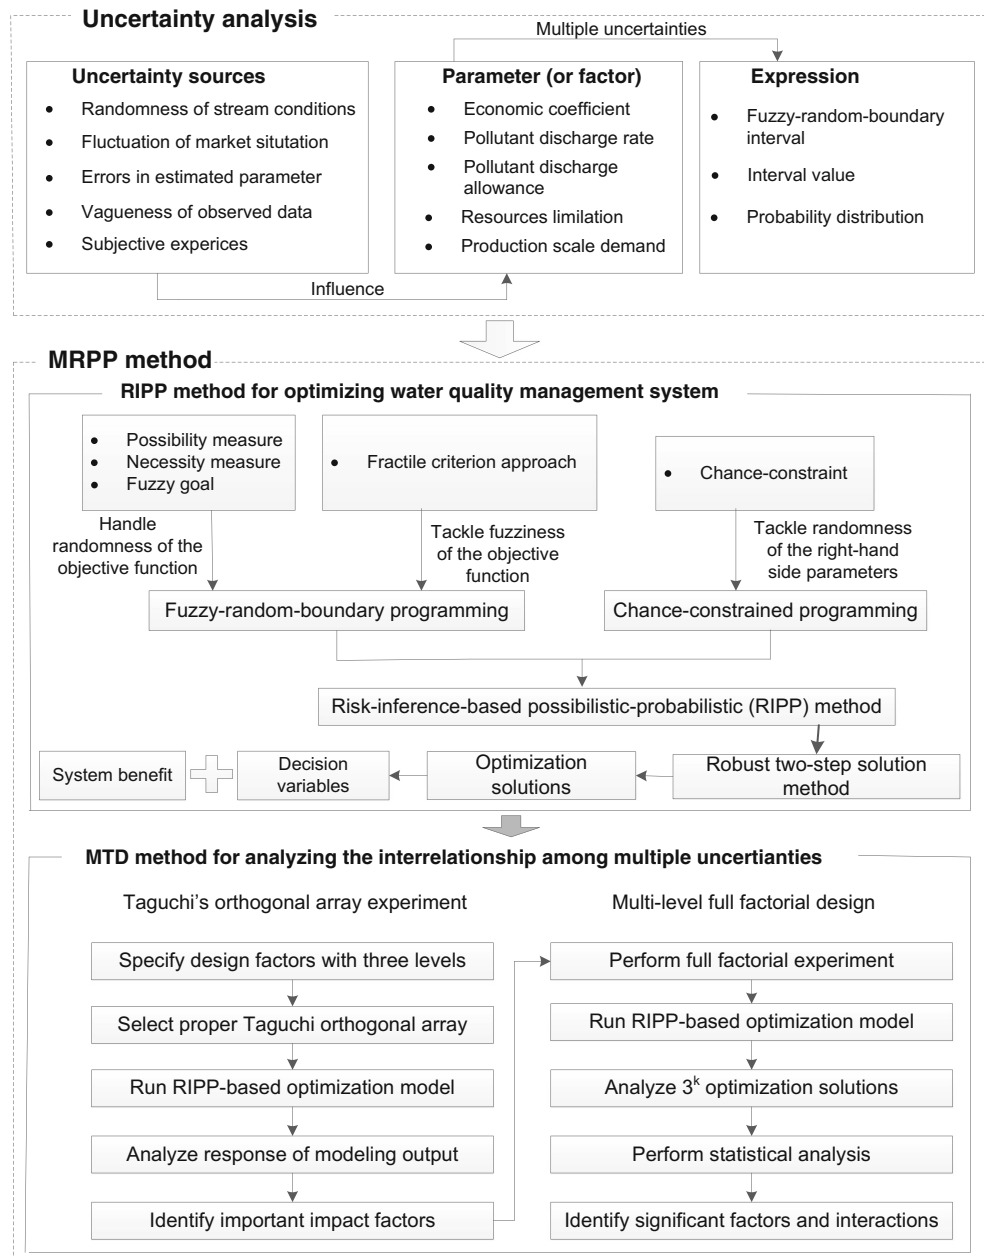 Uncertainty analysis
Multiple uncertainties
Uncertainty sources
• Randomness of stream conditions
• Fluctuation of market situtation
• Errors in estimated parameter
• Vagueness of observed data
• Subjective experices
Parameter (or factor)
• Economic coefficient
• Pollutant discharge rate
• Pollutant discharge
allowance
• Resources limilation
• Production scale demand
Expression
• Fuzzy-random-boundary
interval
• Interval value
• Probability distribution
Influence
MRPP method
RIPP method for optimizing water quality management system
• Possibility measure
• Necessity measure
• Fuzzy goal
• Fractile criterion approach
• Chance-constraint
Handle
randomness of the
objective function
Tackle fuzziness
of the objective
function
Tackle randomness
of the right-hand
side parameters
Fuzzy-random-boundary programming
Chance-constrained programming
Risk-inference-based possibilistic-probabilistic (RIPP) method
System benefit
Decision
variables
Optimization
solutions
Robust two-step solution
method
MTD method for analyzing the interrelationship among multiple uncertianties
Taguchi's orthogonal array experiment
Specify design factors with three levels
Select proper Taguchi orthogonal array
Run RIPP-based optimization model
Analyze response of modeling output
Identify important impact factors
Multi-level full factorial design
Perform full factorial experiment
Run RIPP-based optimization model
Analyze 3^k optimization solutions
Perform statistical analysis
Identify significant factors and interactions